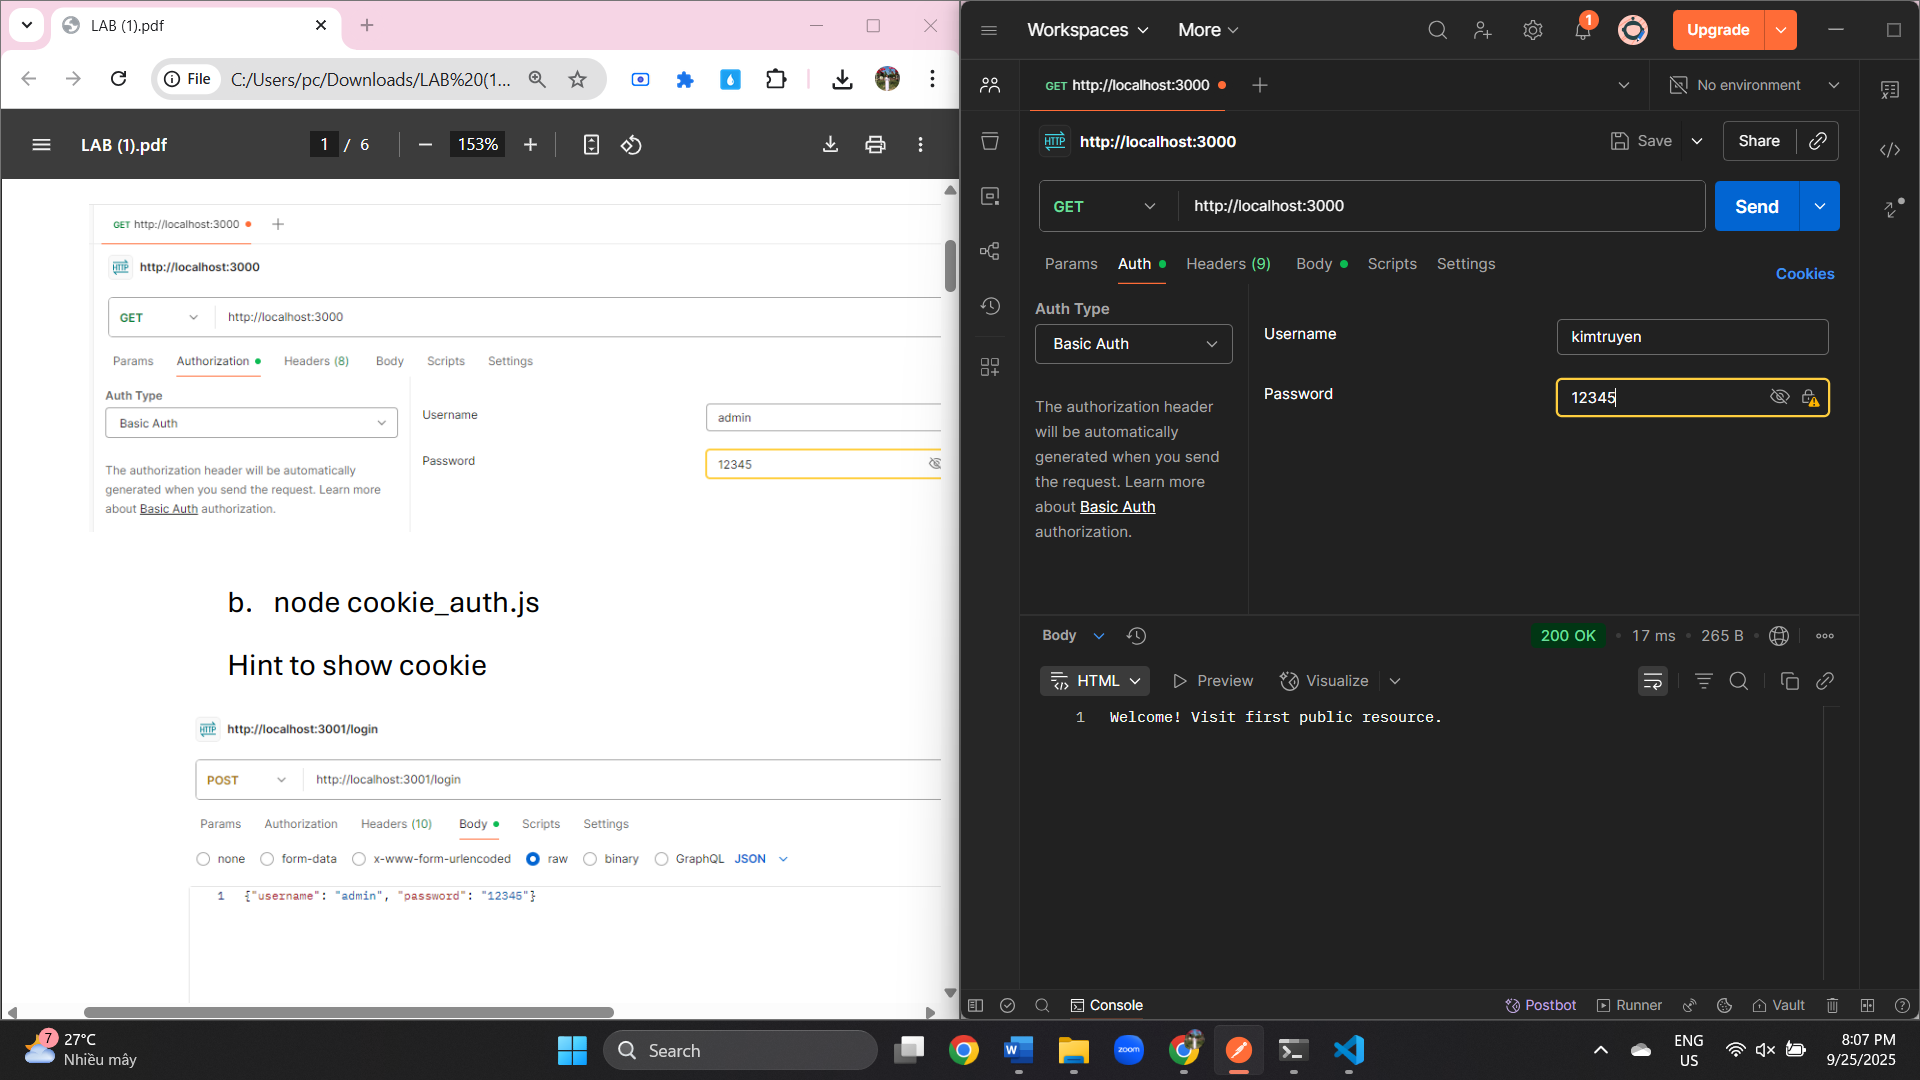 LAB (1).pdf
File
C:/Users/pc/Downloads/LAB%20(1...
LAB (1).pdf
1 / 6
153%
GET http://localhost:3000
HTTP http://localhost:3000
GET
http://localhost:3000
Params Authorization Headers (8) Body Scripts Settings
Auth Type
Basic Auth
The authorization header will be automatically
generated when you send the request. Learn more
about Basic Auth authorization.
Username
admin
Password
12345
b. node cookie_auth.js
Hint to show cookie
HTTP http://localhost:3001/login
POST
http://localhost:3001/login
Params Authorization Headers (10) Body Scripts Settings
none form-data x-www-form-urlencoded raw binary GraphQL JSON
1 {"username": "admin", "password": "12345"}
Workspaces More
1
Upgrade
GET http://localhost:3000
No environment
HTTP http://localhost:3000
Save
Share
GET
http://localhost:3000
Send
Params Auth Headers (9) Body Scripts Settings
Cookies
Auth Type
Basic Auth
The authorization header
will be automatically
generated when you send
the request. Learn more
about Basic Auth
authorization.
Username
kimtruyen
Password
12345
Body
200 OK • 17 ms • 265 B
HTML Preview Visualize
1 Welcome! Visit first public resource.
Console
Postbot Runner Vault
7
27°C
Nhiều mây
Search
zoom
ENG
US
8:07 PM
9/25/2025